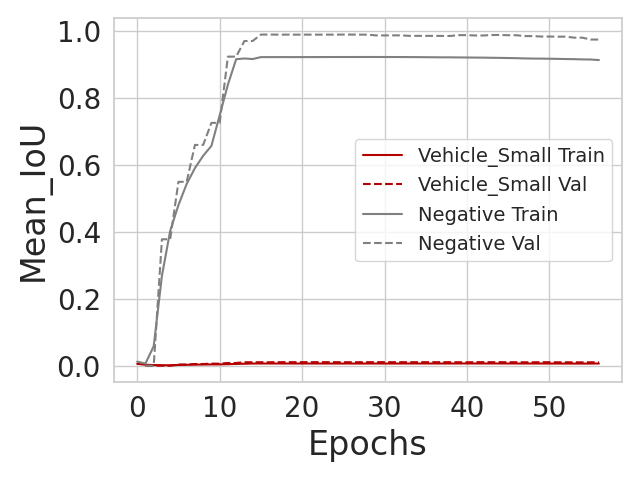 1.0
0.8
0.6
0.4
0.2
0.0
Mean_IoU
Vehicle_Small Train
Vehicle_Small Val
Negative Train
Negative Val
0 10 20 30 40 50
Epochs